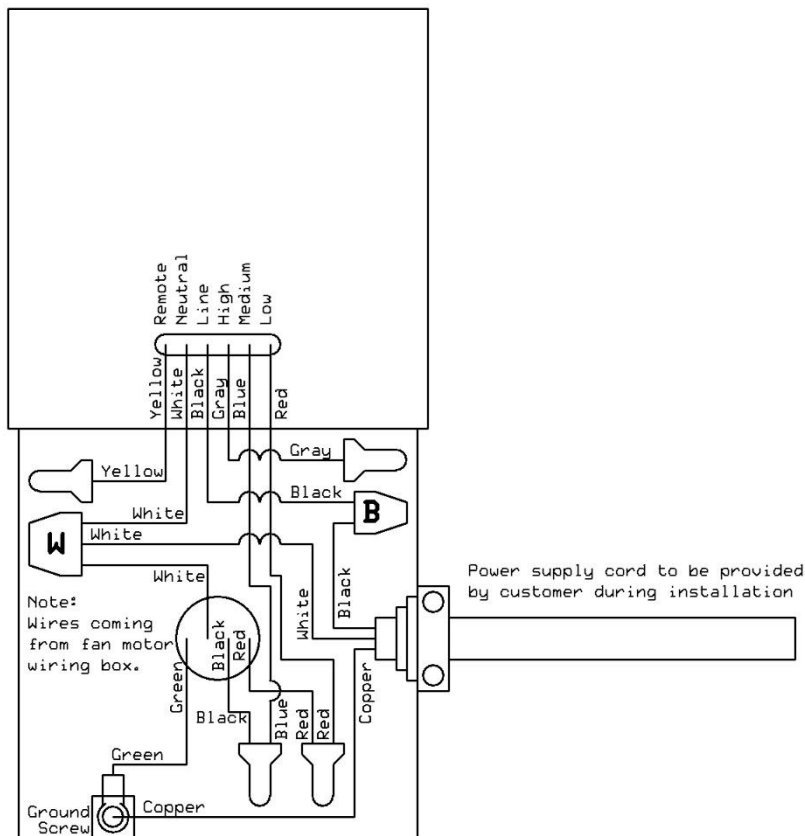 Remote
Neutral
Line
High
Medium
Low
Yellow
White
Black
Gray
Blue
Red
Gray
Yellow
Black
White
B
White
W
White
Power supply cord to be provided
by customer during installation
Black
White
Note:
Wires coming
from fan motor
wiring box.
Black
Red
Green
Copper
Black
Blue
Red
Red
Green
Copper
Ground
Screw